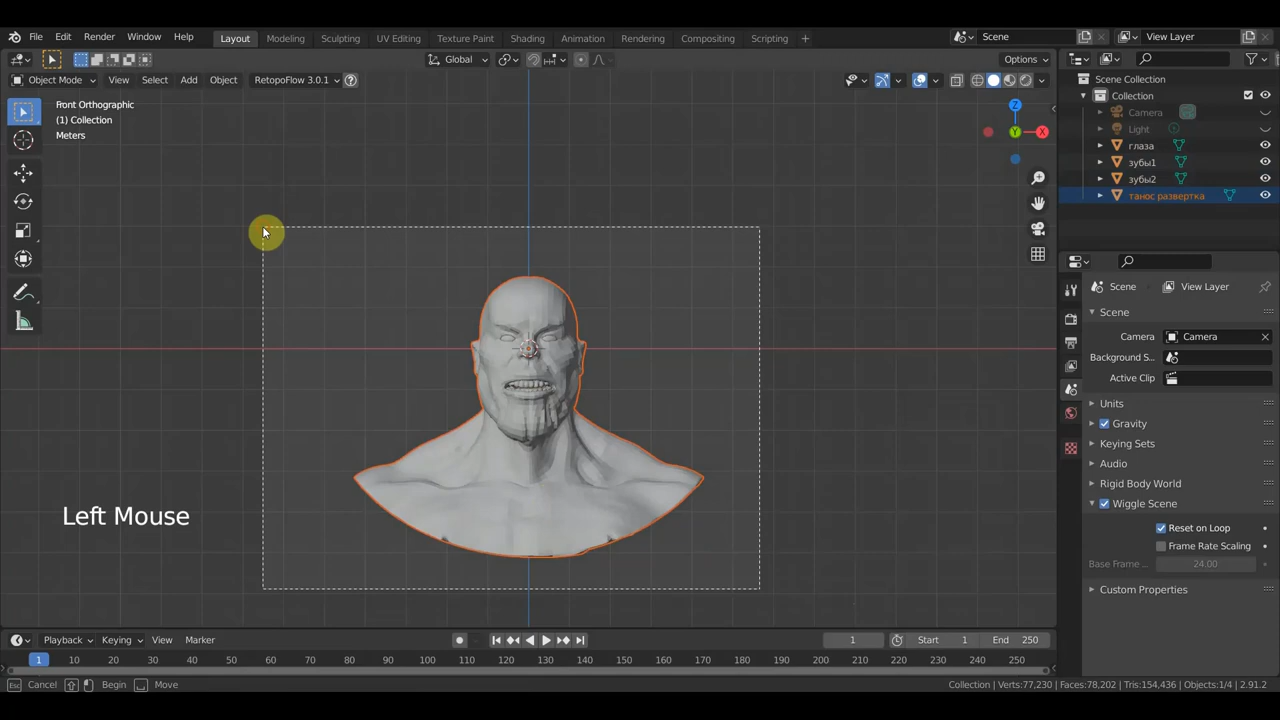 File Edit Render Window Help Layout Modeling Sculpting UV Editing Texture Paint Shading Animation Rendering Compositing Scripting + Scene View Layer
Global Options
Object Mode View Select Add Object RetopoFlow 3.0.1
Front Orthographic
(1) Collection
Meters
Z
Y
X
Scene Collection
Collection
Camera
Light
глаза
зубы1
зубы2
танос развертка
Scene View Layer
Scene
Camera Camera
Background S...
Active Clip
Units
Gravity
Keying Sets
Audio
Rigid Body World
Wiggle Scene
Reset on Loop
Frame Rate Scaling
Base Frame ... 24.00
Custom Properties
Left Mouse
Playback Keying View Marker 1 Start 1 End 250
1 10 20 30 40 50 60 70 80 90 100 110 120 130 140 150 160 170 180 190 200 210 220 230 240 250
Cancel Begin Move Collection | Verts:77,230 | Faces:78,202 | Tris:154,436 | Objects:1/4 | 2.91.2